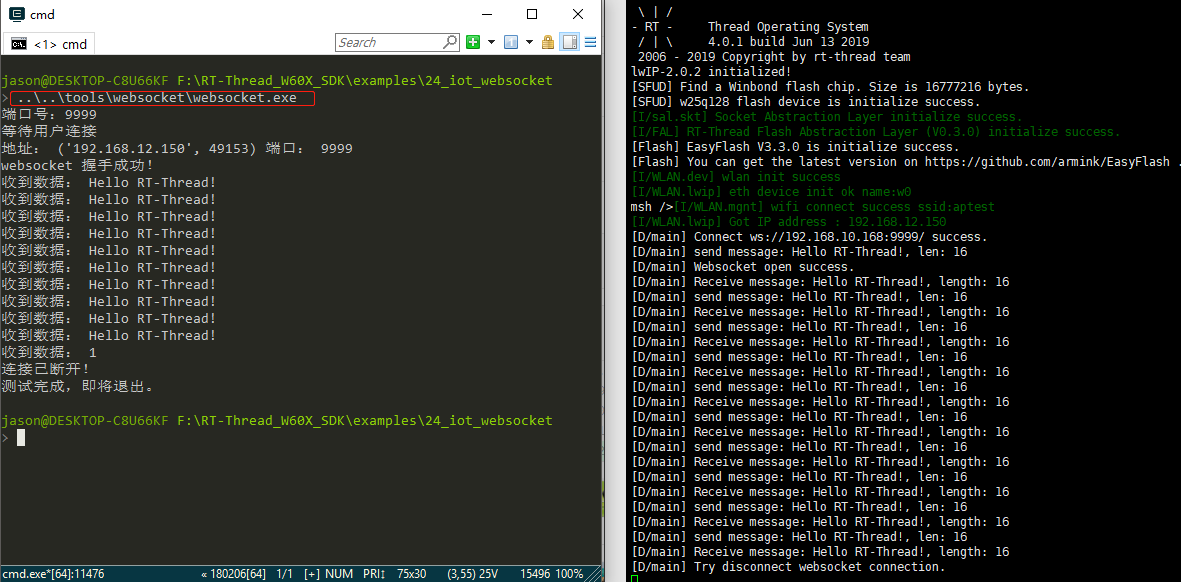 cmd
<1> cmd
Search
jason@DESKTOP-C8U66KF F:\RT-Thread_W60X_SDK\examples\24_iot_websocket
> ..\..\tools\websocket\websocket.exe
端口号：9999
等待用户连接
地址： ('192.168.12.150', 49153) 端口： 9999
websocket 握手成功！
收到数据： Hello RT-Thread!
收到数据： Hello RT-Thread!
收到数据： Hello RT-Thread!
收到数据： Hello RT-Thread!
收到数据： Hello RT-Thread!
收到数据： Hello RT-Thread!
收到数据： Hello RT-Thread!
收到数据： Hello RT-Thread!
收到数据： Hello RT-Thread!
收到数据： Hello RT-Thread!
收到数据： 1
连接已断开！
测试完成，即将退出。
jason@DESKTOP-C8U66KF F:\RT-Thread_W60X_SDK\examples\24_iot_websocket
>
cmd.exe*[64]:11476 « 180206[64] 1/1 [+] NUM PRI↕ 75x30 (3,55) 25V 15496 100%
\ | /
- RT - Thread Operating System
/ | \ 4.0.1 build Jun 13 2019
2006 - 2019 Copyright by rt-thread team
lwIP-2.0.2 initialized!
[SFUD] Find a Winbond flash chip. Size is 16777216 bytes.
[SFUD] w25q128 flash device is initialize success.
[I/sal.skt] Socket Abstraction Layer initialize success.
[I/FAL] RT-Thread Flash Abstraction Layer (V0.3.0) initialize success.
[Flash] EasyFlash V3.3.0 is initialize success.
[Flash] You can get the latest version on https://github.com/armink/EasyFlash .
[I/WLAN.dev] wlan init success
[I/WLAN.lwip] eth device init ok name:w0
msh />[I/WLAN.mgnt] wifi connect success ssid:aptest
[I/WLAN.lwip] Got IP address : 192.168.12.150
[D/main] Connect ws://192.168.10.168:9999/ success.
[D/main] send message: Hello RT-Thread!, len: 16
[D/main] Websocket open success.
[D/main] Receive message: Hello RT-Thread!, length: 16
[D/main] send message: Hello RT-Thread!, len: 16
[D/main] Receive message: Hello RT-Thread!, length: 16
[D/main] send message: Hello RT-Thread!, len: 16
[D/main] Receive message: Hello RT-Thread!, length: 16
[D/main] send message: Hello RT-Thread!, len: 16
[D/main] Receive message: Hello RT-Thread!, length: 16
[D/main] send message: Hello RT-Thread!, len: 16
[D/main] Receive message: Hello RT-Thread!, length: 16
[D/main] send message: Hello RT-Thread!, len: 16
[D/main] Receive message: Hello RT-Thread!, length: 16
[D/main] send message: Hello RT-Thread!, len: 16
[D/main] Receive message: Hello RT-Thread!, length: 16
[D/main] send message: Hello RT-Thread!, len: 16
[D/main] Receive message: Hello RT-Thread!, length: 16
[D/main] send message: Hello RT-Thread!, len: 16
[D/main] Receive message: Hello RT-Thread!, length: 16
[D/main] send message: Hello RT-Thread!, len: 16
[D/main] Receive message: Hello RT-Thread!, length: 16
[D/main] Try disconnect websocket connection.